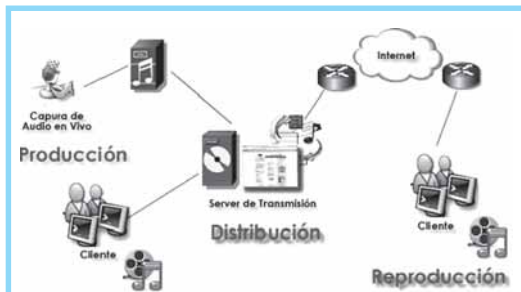 Internet
Capura de
Audio en Vivo
Producción
Server de Transmisión
Cliente
Distribución
Cliente
Reproducción